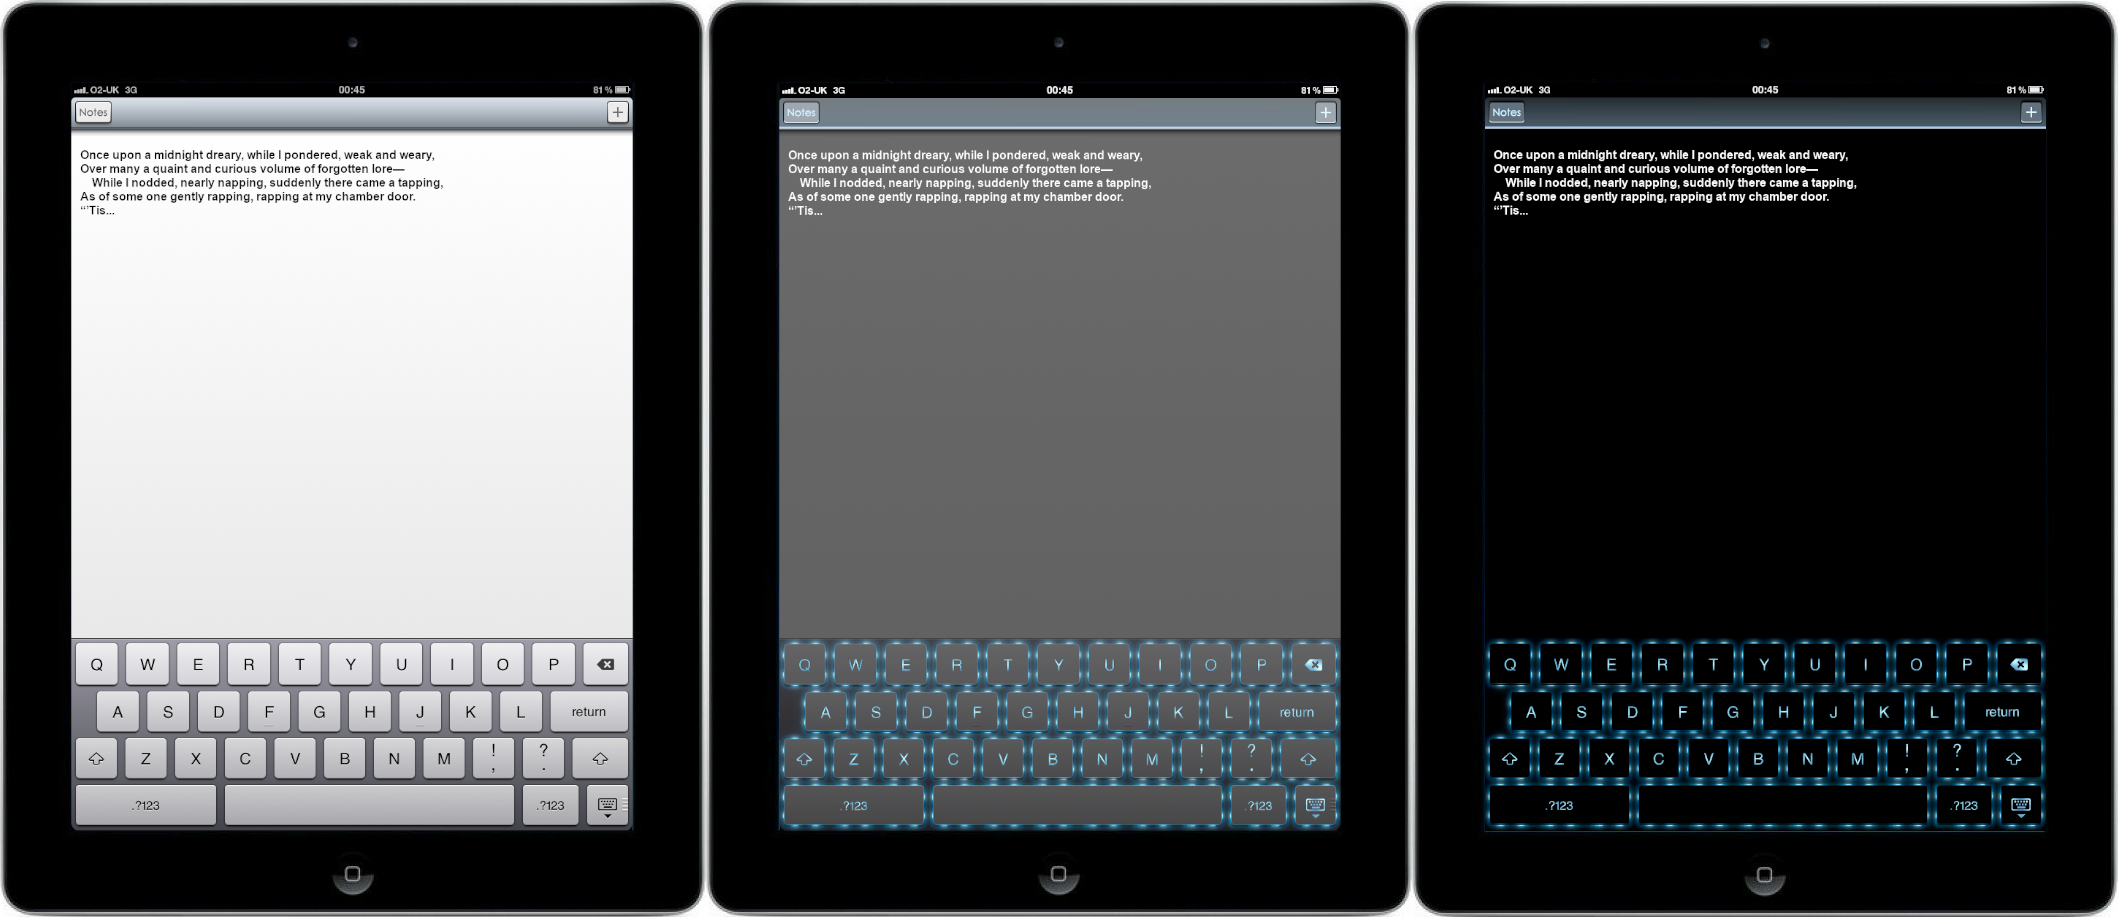 O2-UK 3G 00:45 81%
Notes +
Once upon a midnight dreary, while I pondered, weak and weary,
Over many a quaint and curious volume of forgotten lore—
While I nodded, nearly napping, suddenly there came a tapping,
As of some one gently rapping, rapping at my chamber door.
“’Tis...
Q W E R T Y U I O P
A S D F G H J K L return
Z X C V B N M ! , ? .
.?123 .?123
O2-UK 3G 00:45 81%
Notes +
Once upon a midnight dreary, while I pondered, weak and weary,
Over many a quaint and curious volume of forgotten lore—
While I nodded, nearly napping, suddenly there came a tapping,
As of some one gently rapping, rapping at my chamber door.
“’Tis...
Q W E R T Y U I O P
A S D F G H J K L return
Z X C V B N M ! , ? .
.?123 .?123
O2-UK 3G 00:45 81%
Notes +
Once upon a midnight dreary, while I pondered, weak and weary,
Over many a quaint and curious volume of forgotten lore—
While I nodded, nearly napping, suddenly there came a tapping,
As of some one gently rapping, rapping at my chamber door.
“’Tis...
Q W E R T Y U I O P
A S D F G H J K L return
Z X C V B N M ! , ? .
.?123 .?123